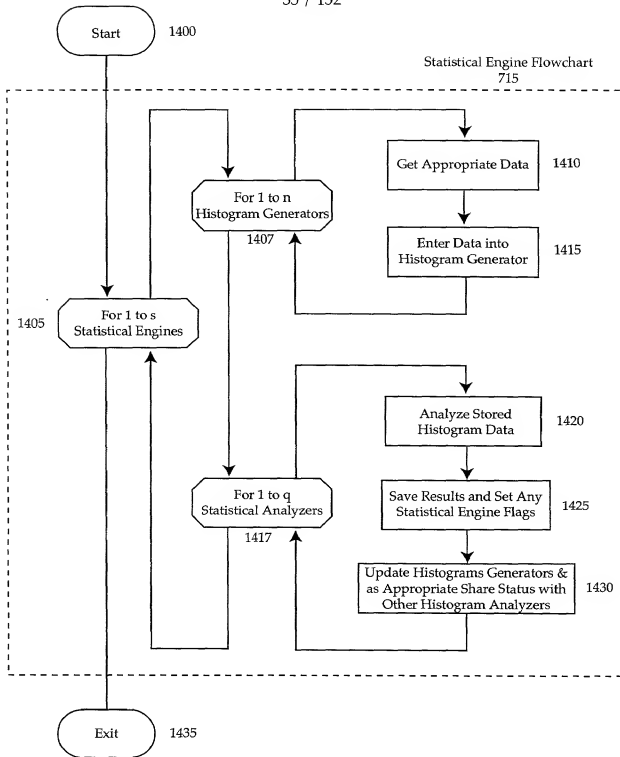 Start
1400
Statistical Engine Flowchart
715
Get Appropriate Data
1410
For 1 to n
Histogram Generators
1407
Enter Data into
Histogram Generator
1415
1405
For 1 to s
Statistical Engines
Analyze Stored
Histogram Data
1420
For 1 to q
Statistical Analyzers
1417
Save Results and Set Any
Statistical Engine Flags
1425
Update Histograms Generators &
as Appropriate Share Status with
Other Histogram Analyzers
1430
Exit
1435